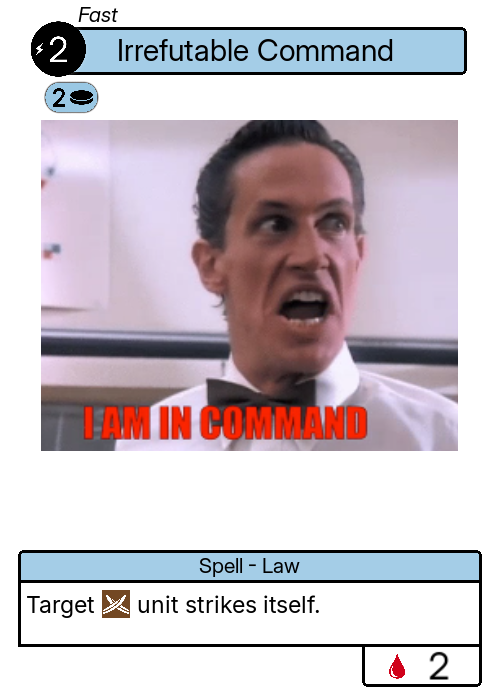 Fast
2
Irrefutable Command
2
I AM IN COMMAND
Spell - Law
Target unit strikes itself.
2